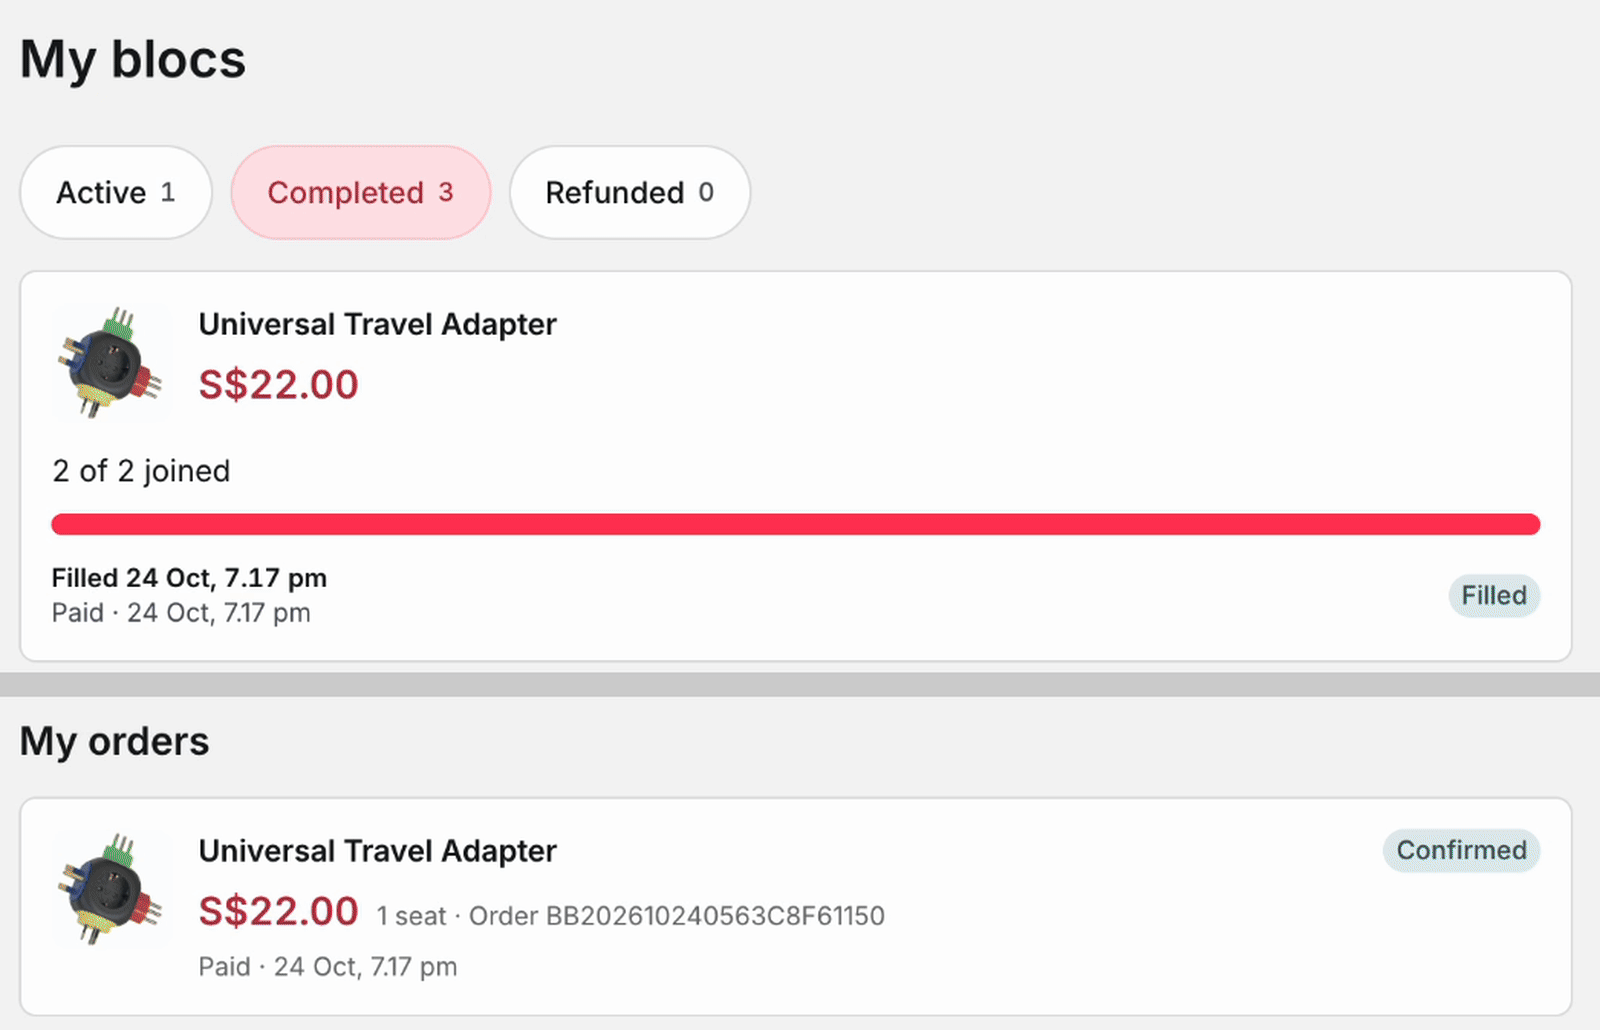 My blocs
Active 1
Completed 3
Refunded 0
Universal Travel Adapter
S$22.00
2 of 2 joined
Filled 24 Oct, 7.17 pm
Paid · 24 Oct, 7.17 pm
Filled
My orders
Universal Travel Adapter
Confirmed
S$22.00 1 seat · Order BB202610240563C8F61150
Paid · 24 Oct, 7.17 pm